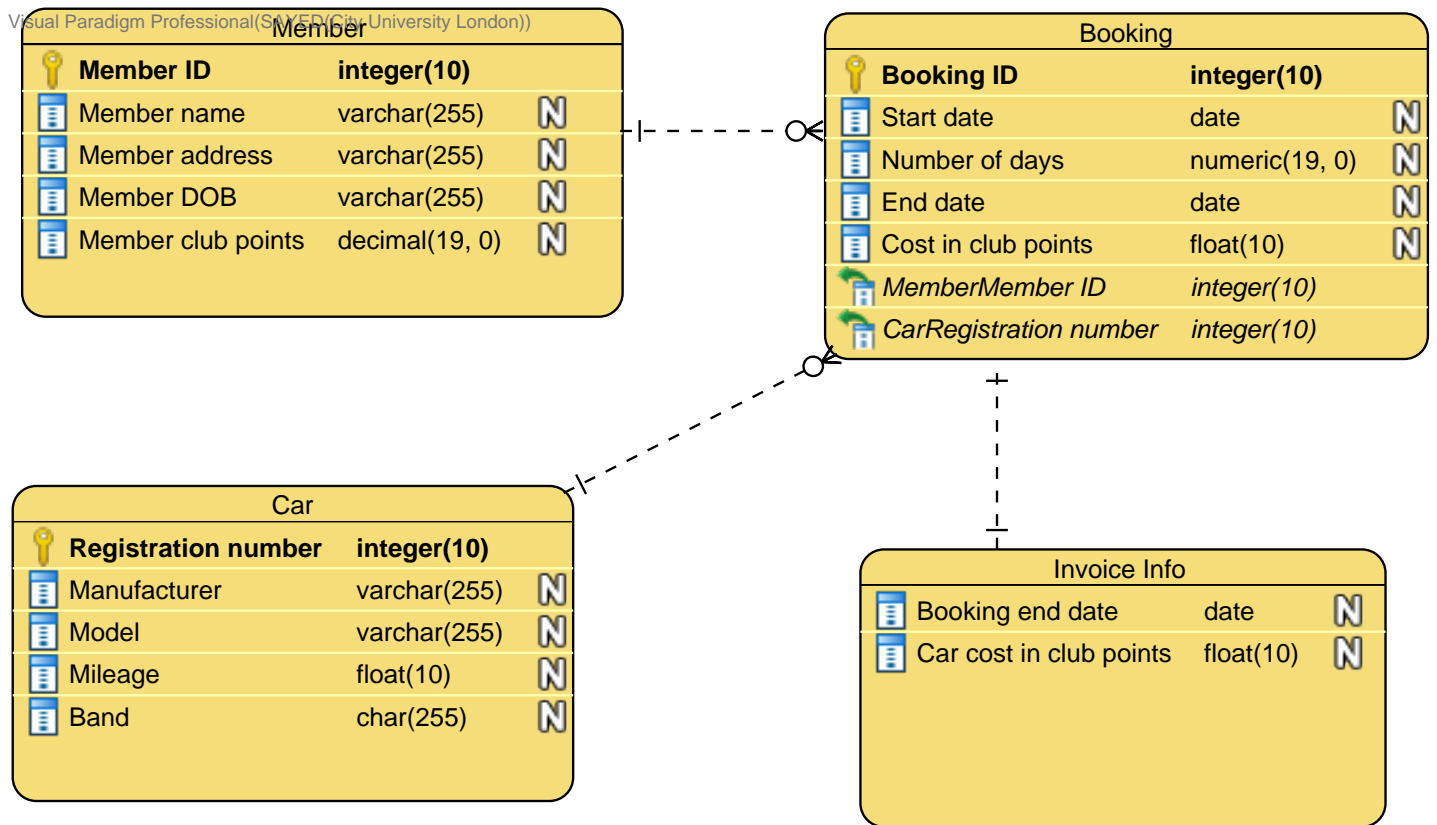 Visual Paradigm Professional(SAYED(City University London))
Member
Member ID integer(10)
Member name varchar(255) N
Member address varchar(255) N
Member DOB varchar(255) N
Member club points decimal(19, 0) N
Booking
Booking ID integer(10)
Start date date N
Number of days numeric(19, 0) N
End date date N
Cost in club points float(10) N
MemberMember ID integer(10)
CarRegistration number integer(10)
Car
Registration number integer(10)
Manufacturer varchar(255) N
Model varchar(255) N
Mileage float(10) N
Band char(255) N
Invoice Info
Booking end date date N
Car cost in club points float(10) N